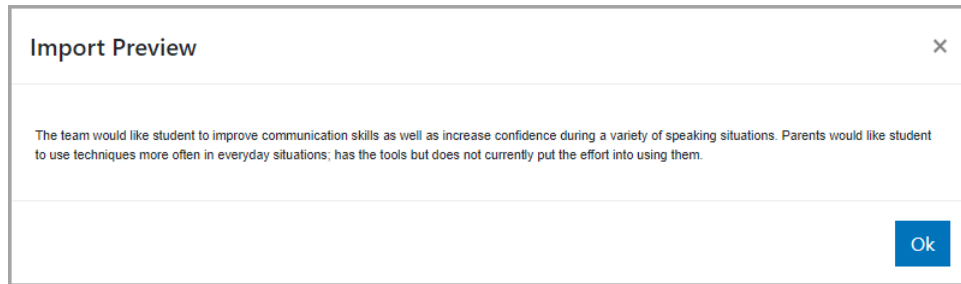 Import Preview
×
The team would like student to improve communication skills as well as increase confidence during a variety of speaking situations. Parents would like student
to use techniques more often in everyday situations; has the tools but does not currently put the effort into using them.
Ok